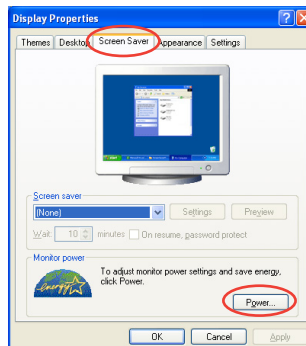 Display Properties
Themes Desktop Screen Saver Appearance Settings
Screen saver
(None) Settings Preview
Wait: 10 minutes On resume, password protect
Monitor power
To adjust monitor power settings and save energy,
click Power.
energy
Power...
OK Cancel Apply